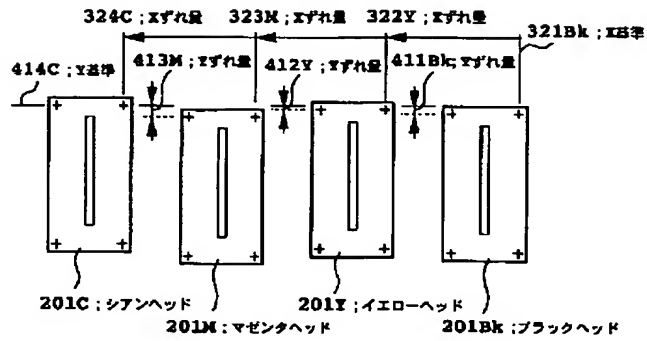 324C；Xずれ量 323M；Xずれ量 322Y；Xずれ量
321Bk；X基準
414C；Y基準 413M；Yずれ量 412Y；Yずれ量 411Bk；Yずれ量
201C；シアンヘッド 201Y；イエローヘッド
201M；マゼンタヘッド 201Bk；ブラックヘッド